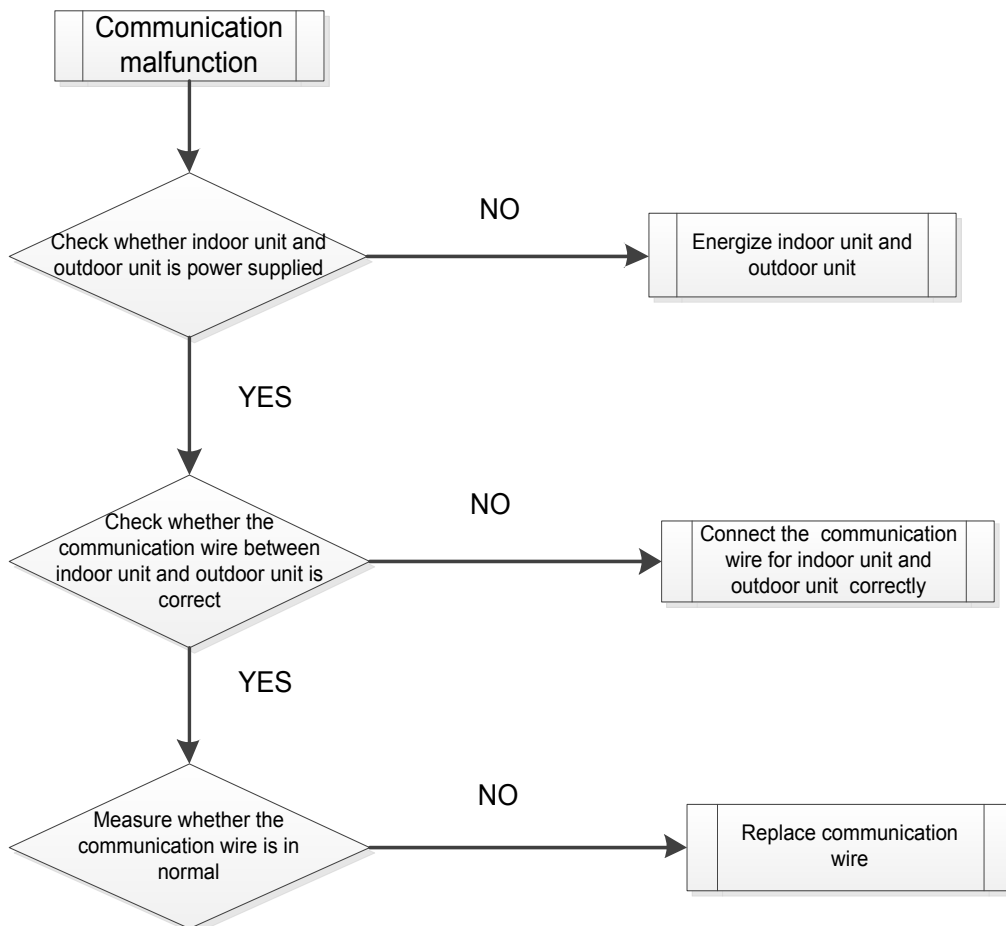 Communication
malfunction
NO
Check whether indoor unit and
outdoor unit is power supplied
Energize indoor unit and
outdoor unit
YES
NO
Check whether the
communication wire between
indoor unit and outdoor unit is
correct
Connect the communication
wire for indoor unit and
outdoor unit correctly
YES
NO
Measure whether the
communication wire is in
normal
Replace communication
wire